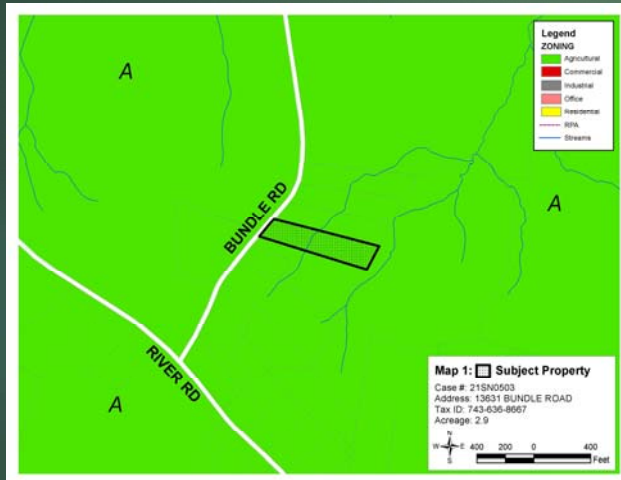 A
Legend
ZONING
Agricultural
Commercial
Industrial
Office
Residential
RPA
Streams
A
BUNDLE RD
RIVER RD
A
Map 1: Subject Property
Case #: 21SN0503
Address: 13631 BUNDLE ROAD
Tax ID: 743-636-8667
Acreage: 2.9
N
W E
S
400 200 0 400
Feet